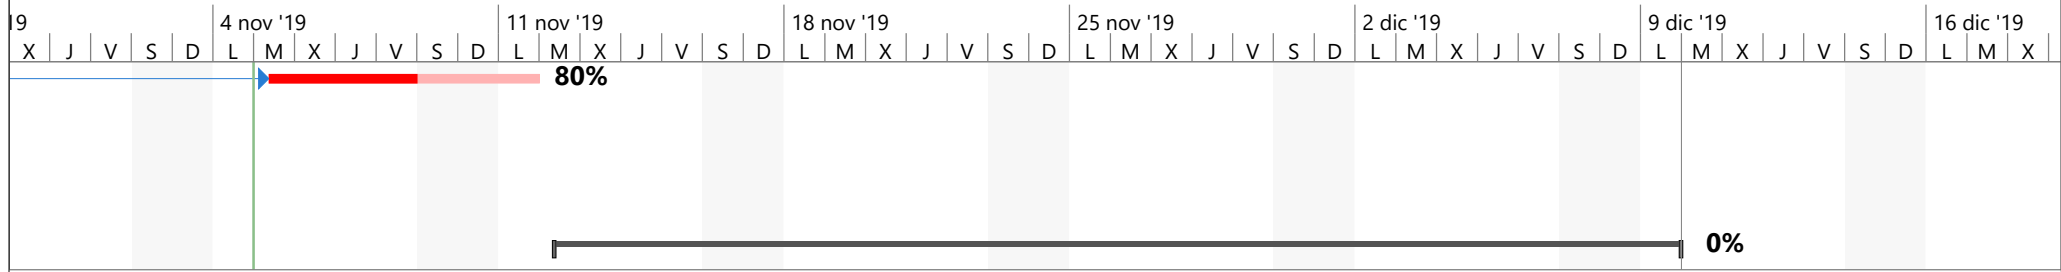 19 4 nov '19 11 nov '19 18 nov '19 25 nov '19 2 dic '19 9 dic '19 16 dic '19
X J V S D L M X J V S D L M X J V S D L M X J V S D L M X J V S D L M X J V S D L M X J V S D L M X
80%
0%